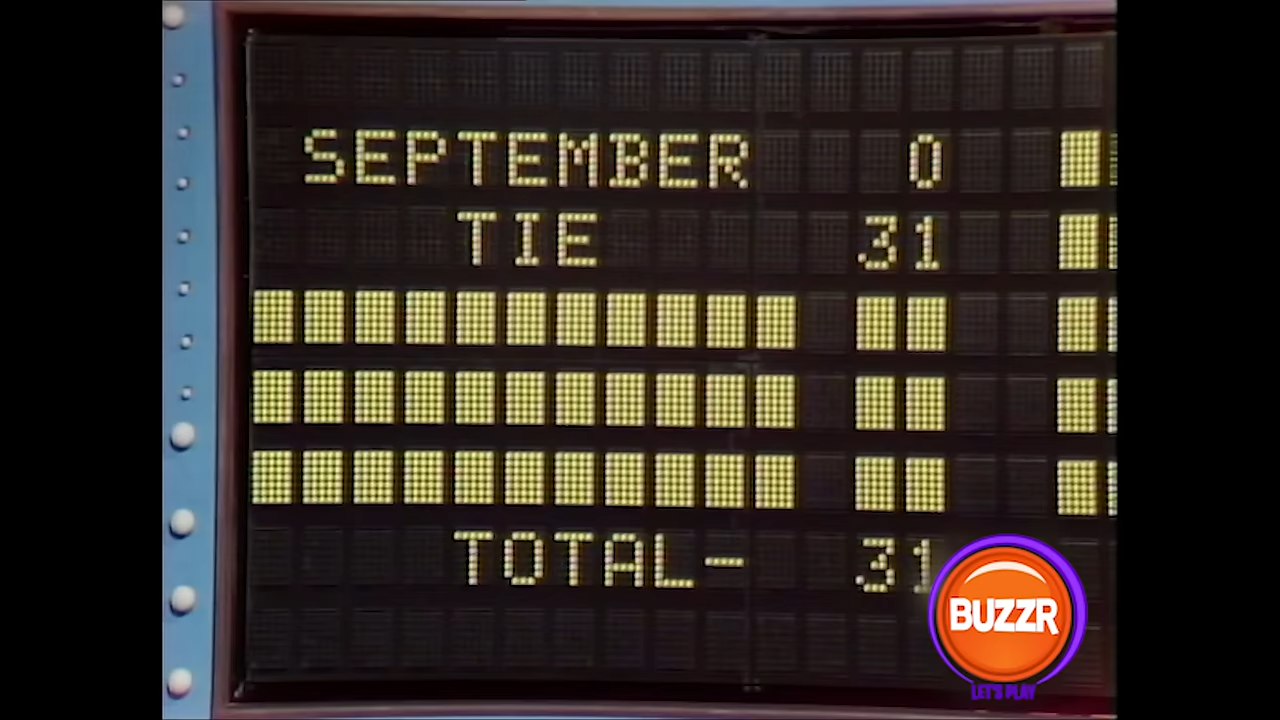 SEPTEMBER 0
TIE 31
TOTAL- 31
BUZZR
LET'S PLAY